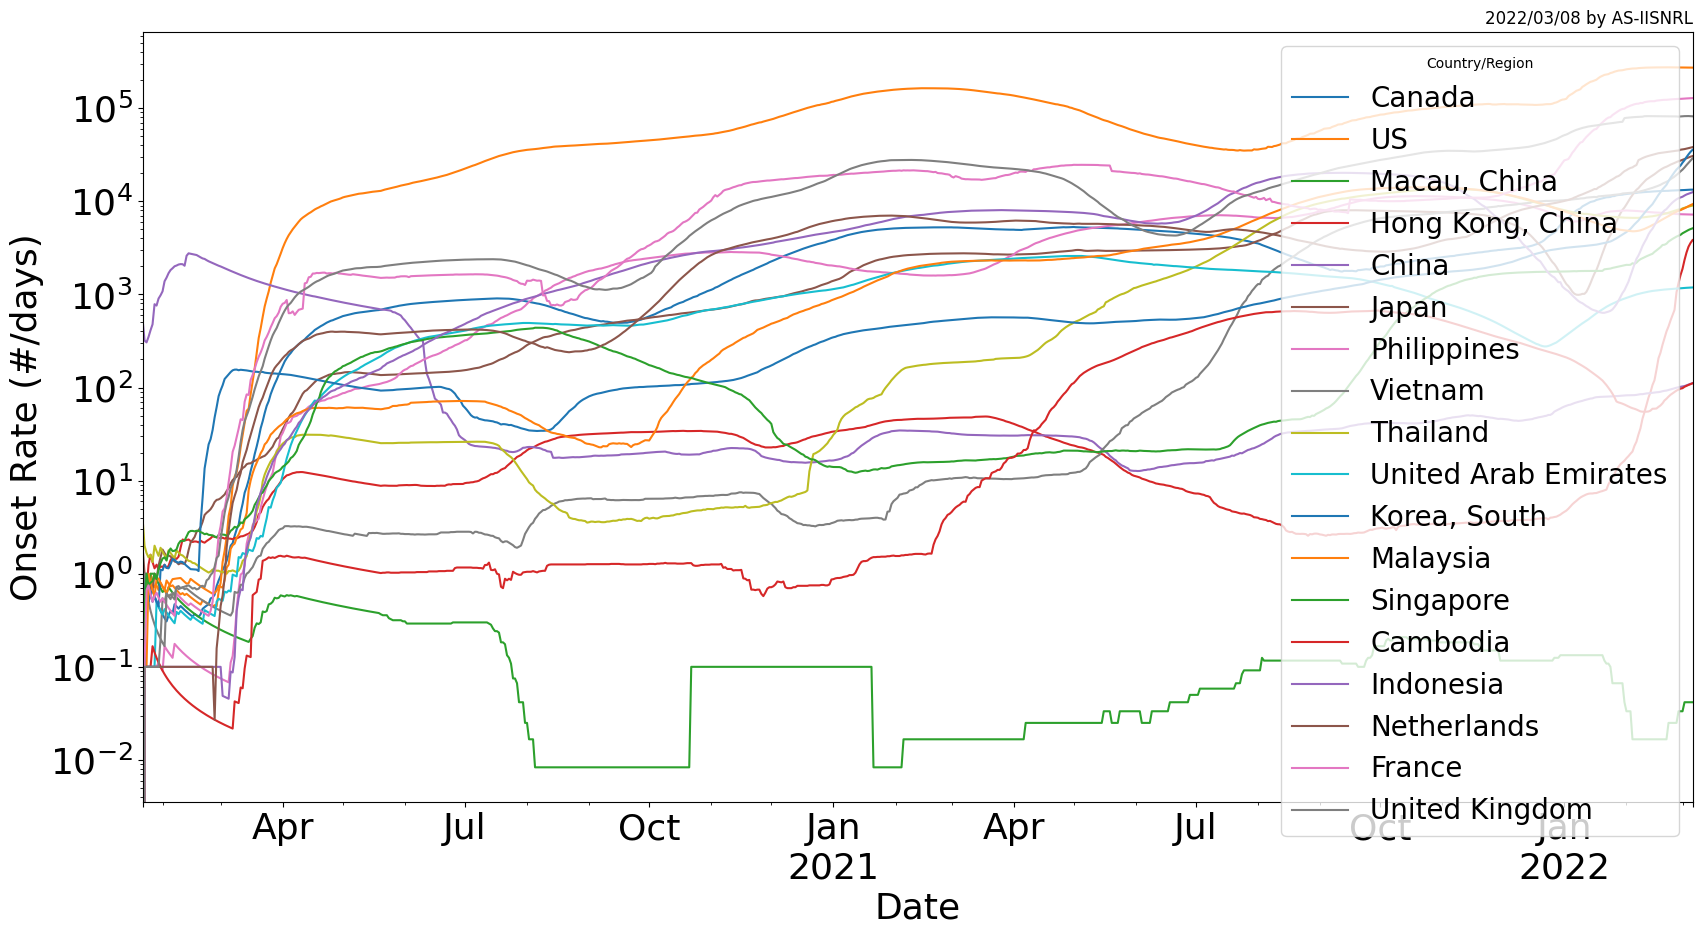 2022/03/08 by AS-IISNRL
Onset Rate (#/days)
10^5
10^4
10^3
10^2
10^1
10^0
10^−1
10^−2
Country/Region
Canada
US
Macau, China
Hong Kong, China
China
Japan
Philippines
Vietnam
Thailand
United Arab Emirates
Korea, South
Malaysia
Singapore
Cambodia
Indonesia
Netherlands
France
United Kingdom
Apr Jul Oct Jan Apr Jul Oct Jan
2021 2022
Date